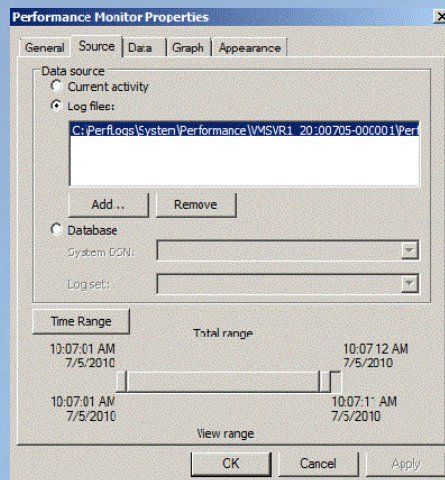 Performance Monitor Properties
General Source Data Graph Appearance
Data source
Current activity
Log files:
C:\PerfLogs\System\Performance\VMSVR1_20100705-000001\Perf
Add... Remove
Database
System DSN:
Log set:
Time Range
Total range
10:07:01 AM 10:07:12 AM
7/5/2010 7/5/2010
10:07:01 AM 10:07:11 AM
7/5/2010 7/5/2010
View range
OK Cancel Apply